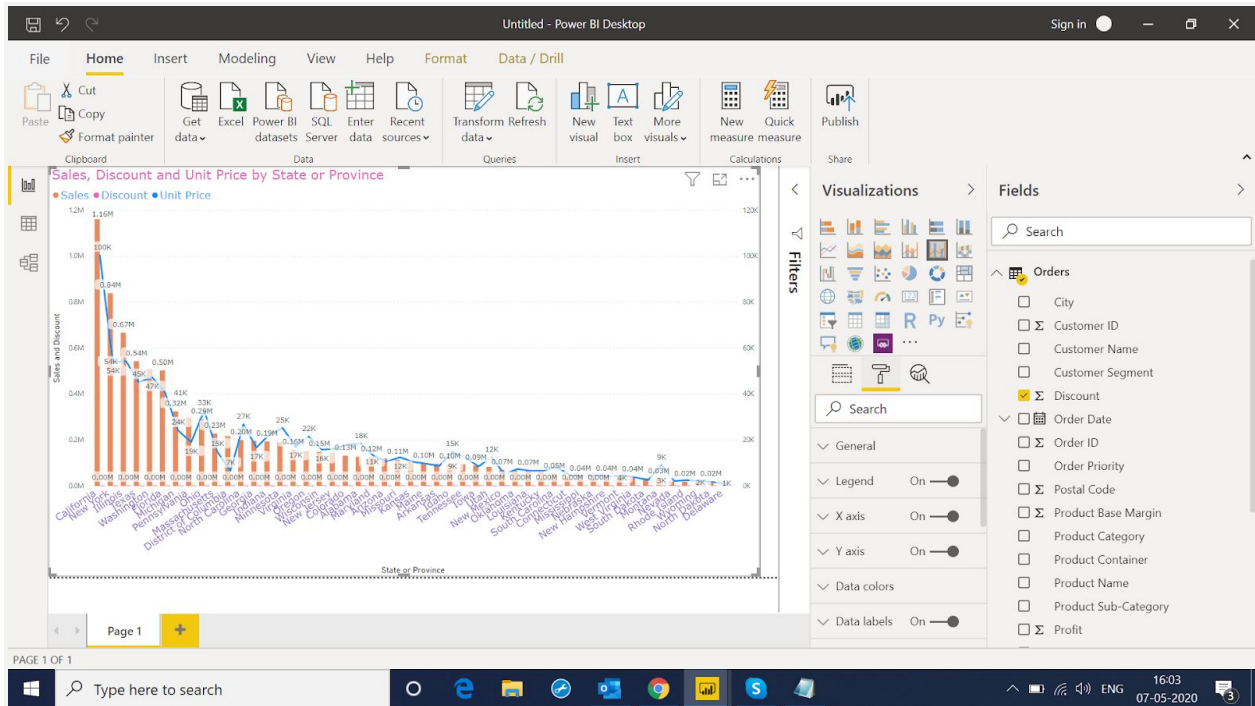 Untitled - Power BI Desktop
Sign in
File Home Insert Modeling View Help Format Data / Drill
Paste
Cut
Copy
Format painter
Get data
Excel
Power BI datasets
SQL Server
Enter data
Recent sources
Transform data
Refresh
New visual
Text box
More visuals
New measure
Quick measure
Publish
Clipboard Data Queries Insert Calculations Share
Sales, Discount and Unit Price by State or Province
Sales Discount Unit Price
1.2M
1.0M
0.8M
0.6M
0.4M
0.2M
0.0M
Sales and Discount
120K
100K
80K
60K
40K
20K
0K
1.16M
100K
0.84M
0.67M
54K
54K
0.54M
45K
0.50M
47K
41K
0.32M
24K
33K
0.29M
19K
0.23M
15K
7K
27K
0.20M
17K
0.19M
25K
0.16M
17K
22K
0.15M
16K
0.13M
18K
0.12M
11K
0.11M
12K
0.10M
0.10M
15K
9K
0.09M
12K
0.07M
0.07M
0.05M
0.04M
0.04M
0.04M
4K
9K
0.03M
3K
0.02M
0.02M
2K
1K
0.00M 0.00M 0.00M
California
New York
Illinois
Texas
Washington
Michigan
Pennsylvania
Massachusetts
District of Columbia
North Carolina
Georgia
Indiana
Minnesota
Virginia
Oregon
Wisconsin
New Jersey
Colorado
Alabama
Maryland
Missouri
Kansas
Maine
Arkansas
Idaho
Tennessee
Iowa
Utah
New Mexico
Oklahoma
Louisiana
Kentucky
South Carolina
Connecticut
Mississippi
Nebraska
New Hampshire
West Virginia
Vermont
South Dakota
Montana
Nevada
Rhode Island
Wyoming
North Dakota
Delaware
State or Province
Filters
Visualizations
R Py
123
Search
General
Legend On
X axis On
Y axis On
Data colors
Data labels On
Fields
Search
Orders
City
Σ Customer ID
Customer Name
Customer Segment
Σ Discount
Order Date
Σ Order ID
Order Priority
Σ Postal Code
Σ Product Base Margin
Product Category
Product Container
Product Name
Product Sub-Category
Σ Profit
Page 1
PAGE 1 OF 1
Type here to search
ENG
16:03
07-05-2020
3